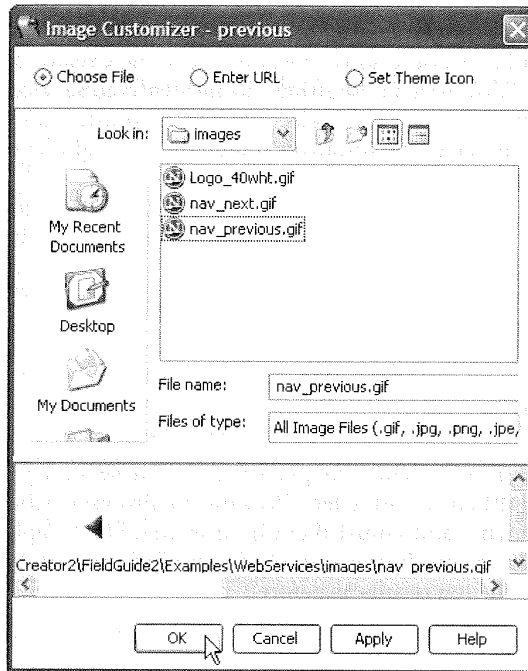 Image Customizer - previous
Choose File Enter URL Set Theme Icon
Look in: images
Logo_40wht.gif
nav_next.gif
nav_previous.gif
My Recent
Documents
Desktop
My Documents
File name: nav_previous.gif
Files of type: All Image Files (.gif, .jpg, .png, .jpe,
Creator2\FieldGuide2\Examples\WebServices\images\nav_previous.gif
OK Cancel Apply Help